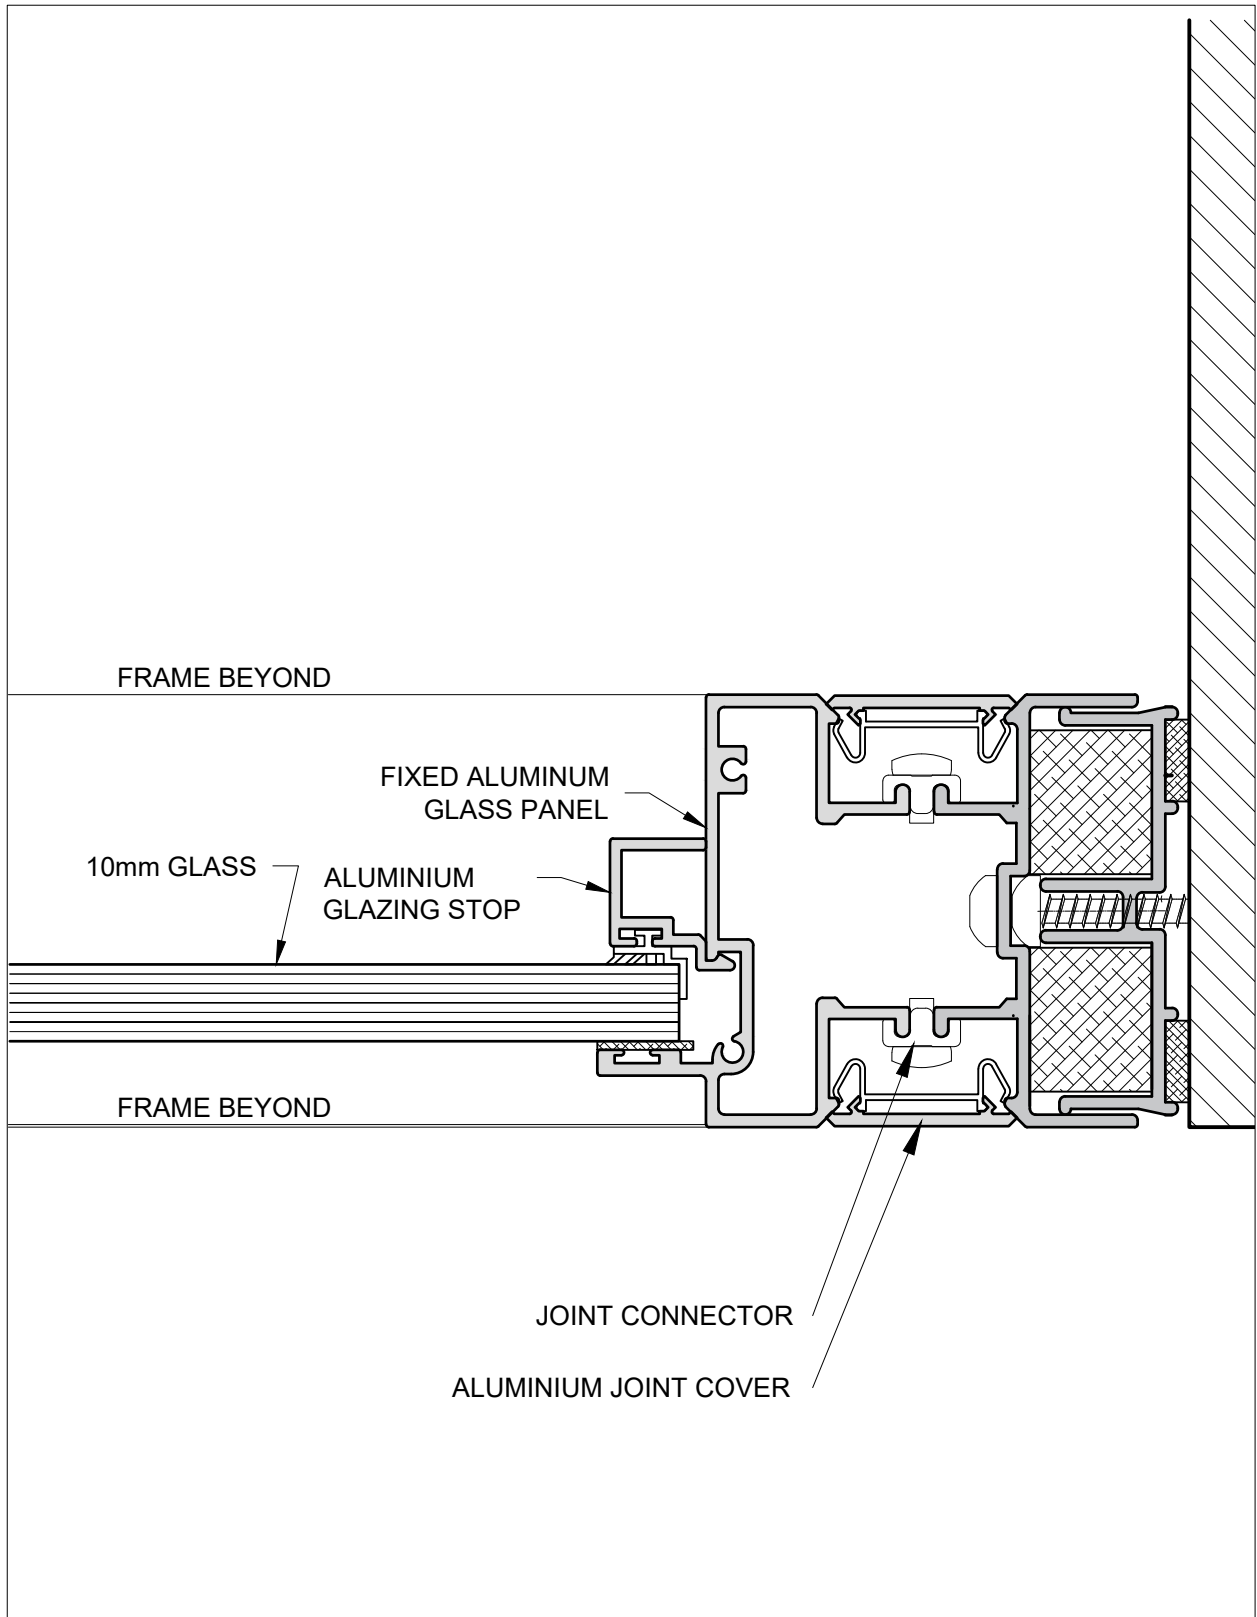 FRAME BEYOND
FIXED ALUMINUM
GLASS PANEL
10mm GLASS
ALUMINIUM
GLAZING STOP
FRAME BEYOND
JOINT CONNECTOR
ALUMINIUM JOINT COVER